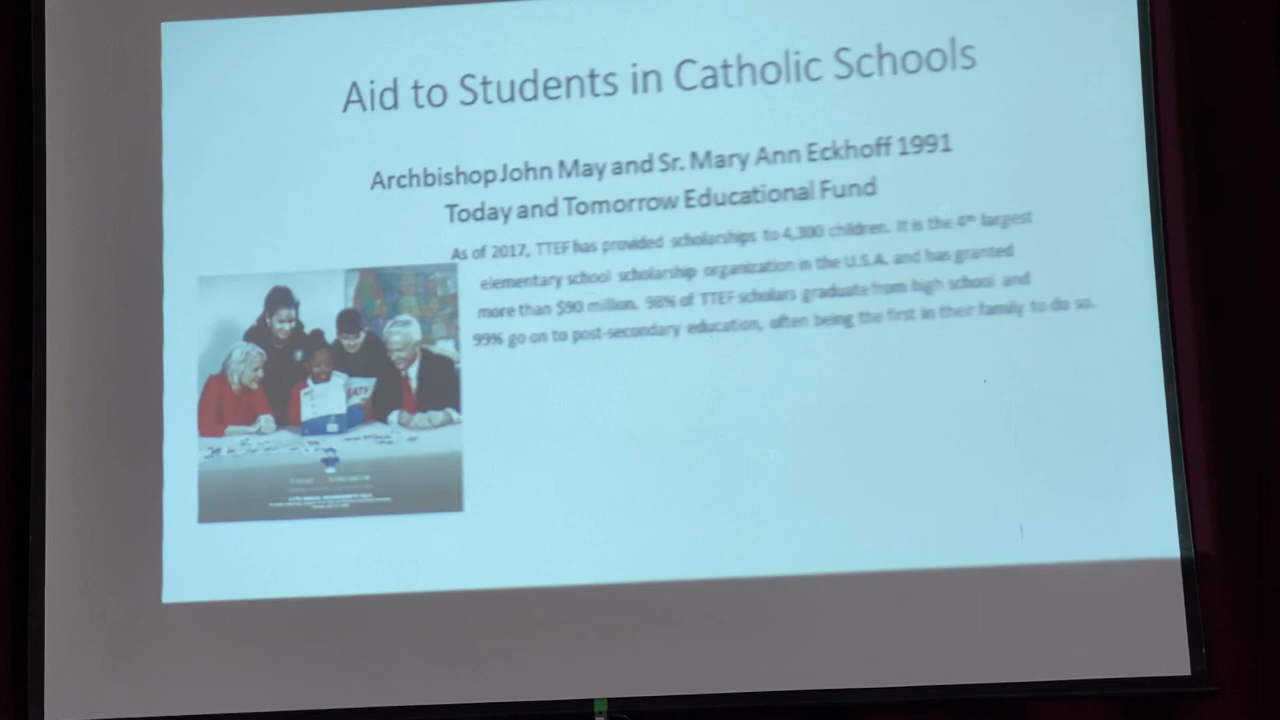 Aid to Students in Catholic Schools
Archbishop John May and Sr. Mary Ann Eckhoff 1991
Today and Tomorrow Educational Fund
As of 2017, TTEF has provided scholarships to 4,300 children. It is the 4th largest
elementary school scholarship organization in the U.S.A. and has granted
more than $90 million. 98% of TTEF scholars graduate from high school and
99% go on to post-secondary education, often being the first in their family to do so.